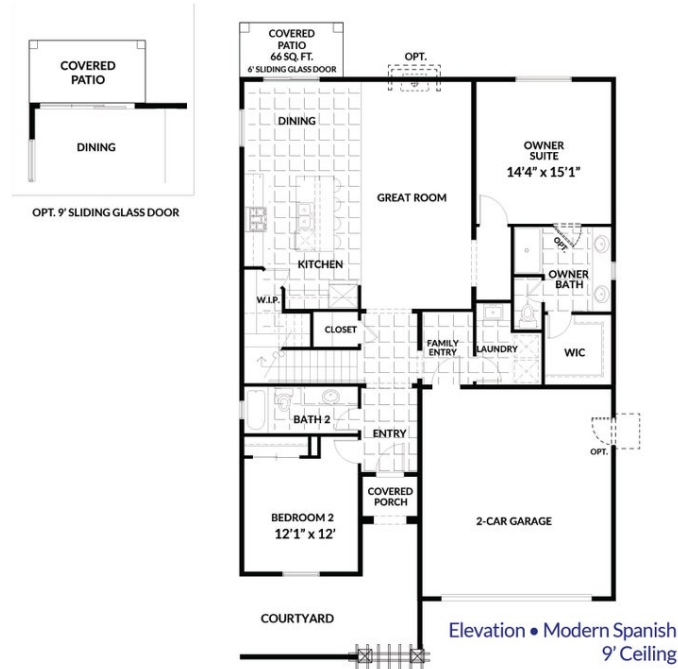 COVERED
PATIO
DINING
OPT. 9' SLIDING GLASS DOOR
COVERED
PATIO
66 SQ. FT.
6' SLIDING GLASS DOOR
OPT.
DINING
OWNER
SUITE
14'4" x 15'1"
GREAT ROOM
OPT.
KITCHEN
OWNER
BATH
W.I.P.
CLOSET
FAMILY
ENTRY
LAUNDRY
WIC
BATH 2
ENTRY
OPT.
COVERED
PORCH
BEDROOM 2
12'1" x 12'
2-CAR GARAGE
COURTYARD
Elevation • Modern Spanish
9' Ceiling